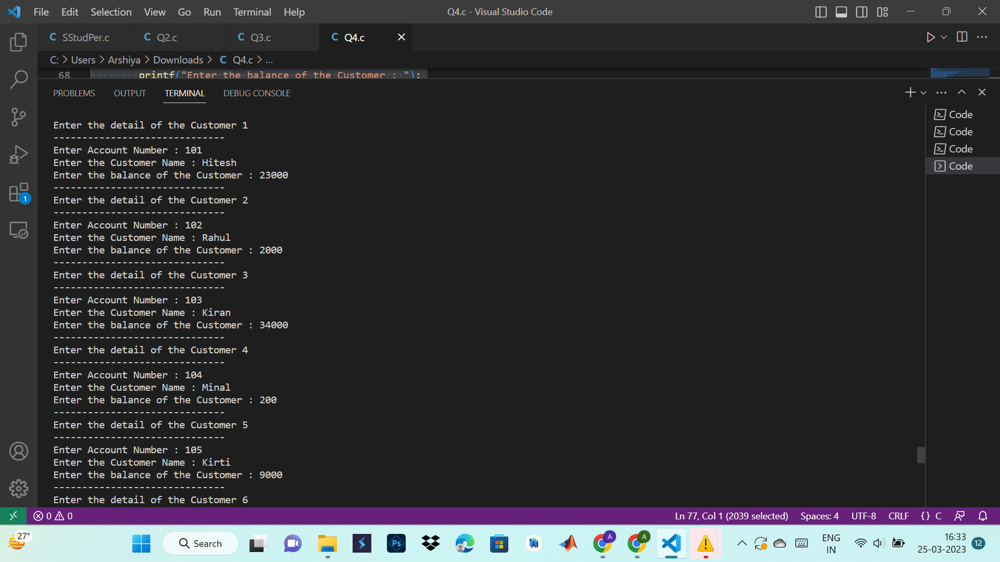 File Edit Selection View Go Run Terminal Help
Q4.c - Visual Studio Code
C SStudPer.c
C Q2.c
C Q3.c
C Q4.c
C: > Users > Arshiya > Downloads > C Q4.c > ...
68 printf("Enter the balance of the Customer : ");
PROBLEMS OUTPUT TERMINAL DEBUG CONSOLE
Enter the detail of the Customer 1
------------------------------
Enter Account Number : 101
Enter the Customer Name : Hitesh
Enter the balance of the Customer : 23000
------------------------------
Enter the detail of the Customer 2
------------------------------
Enter Account Number : 102
Enter the Customer Name : Rahul
Enter the balance of the Customer : 2000
------------------------------
Enter the detail of the Customer 3
------------------------------
Enter Account Number : 103
Enter the Customer Name : Kiran
Enter the balance of the Customer : 34000
------------------------------
Enter the detail of the Customer 4
------------------------------
Enter Account Number : 104
Enter the Customer Name : Minal
Enter the balance of the Customer : 200
------------------------------
Enter the detail of the Customer 5
------------------------------
Enter Account Number : 105
Enter the Customer Name : Kirti
Enter the balance of the Customer : 9000
------------------------------
Enter the detail of the Customer 6
Code
Code
Code
Code
1
0 0
Ln 77, Col 1 (2039 selected)
Spaces: 4
UTF-8
CRLF
{} C
27°
Search
Ps
A
A
ENG
IN
16:33
25-03-2023
12